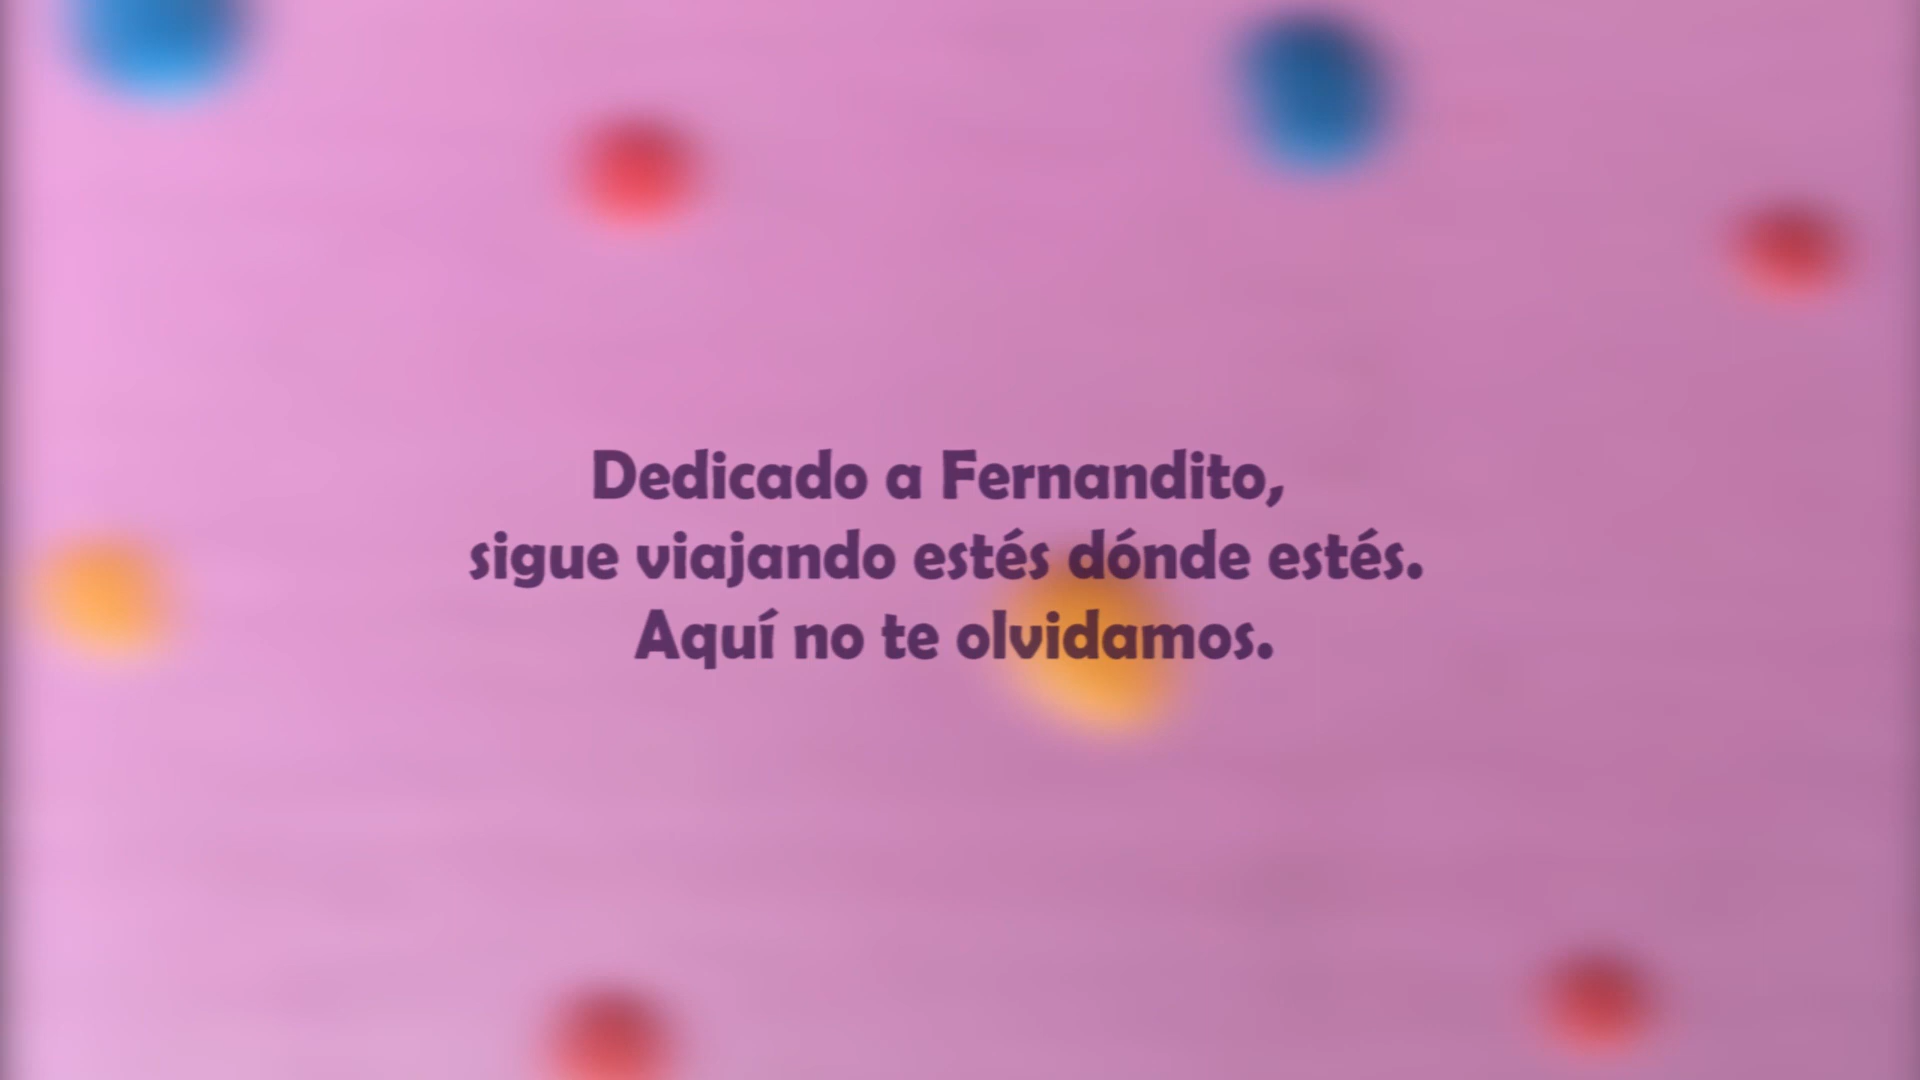 Dedicado a Fernandito,
sigue viajando estés dónde estés.
Aquí no te olvidamos.